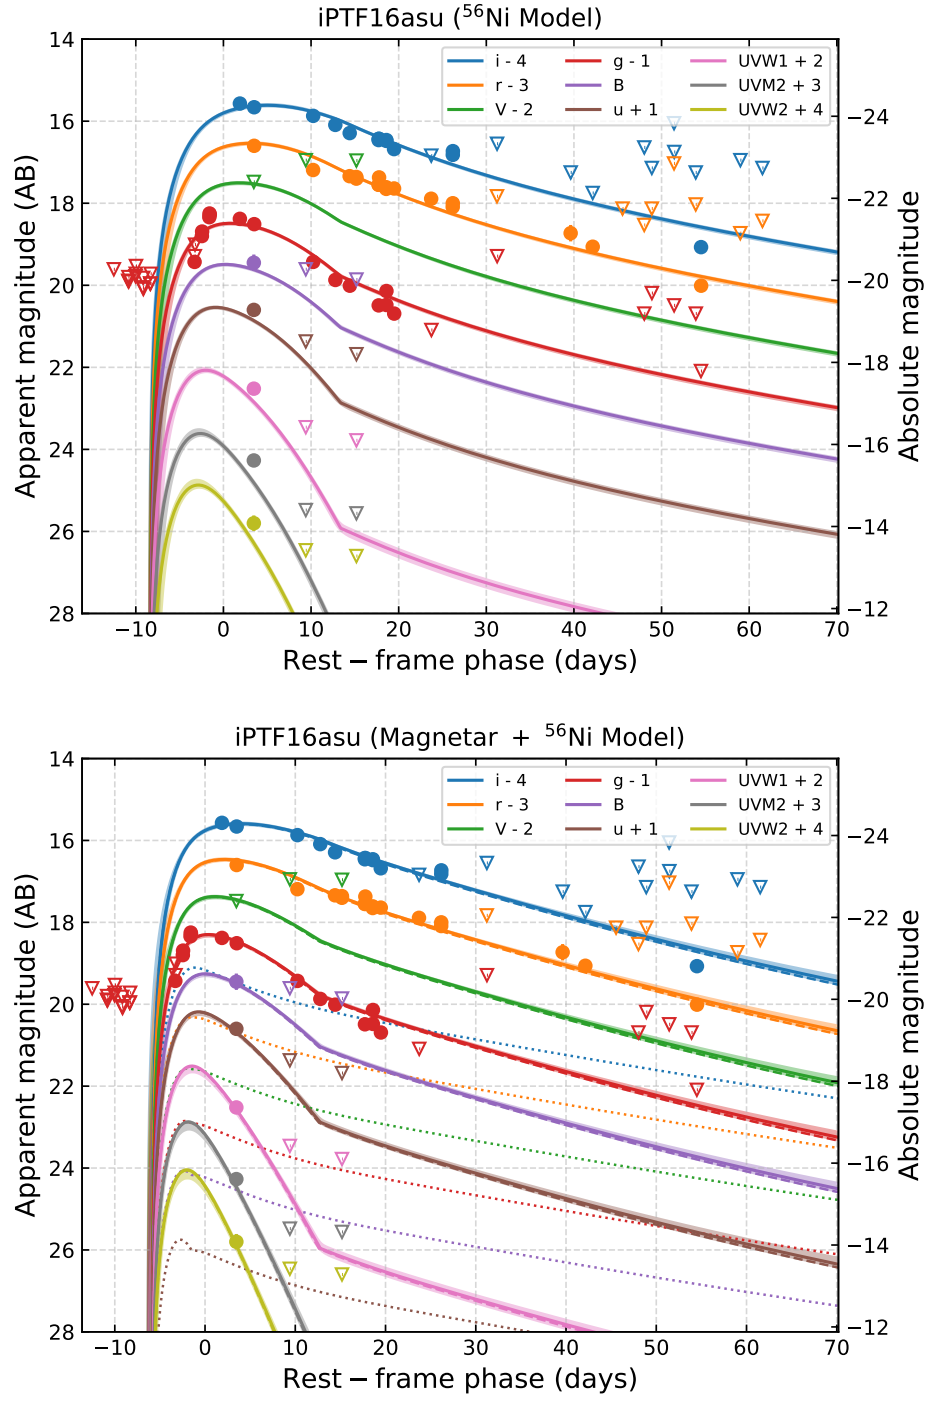 iPTF16asu (⁵⁶Ni Model)
14
16
18
20
22
24
26
28
Apparent magnitude (AB)
i - 4
r - 3
V - 2
g - 1
B
u + 1
UVW1 + 2
UVM2 + 3
UVW2 + 4
−24
−22
−20
−18
−16
−14
−12
Absolute magnitude
−10 0 10 20 30 40 50 60 70
Rest − frame phase (days)
iPTF16asu (Magnetar + ⁵⁶Ni Model)
14
16
18
20
22
24
26
28
Apparent magnitude (AB)
i - 4
r - 3
V - 2
g - 1
B
u + 1
UVW1 + 2
UVM2 + 3
UVW2 + 4
−24
−22
−20
−18
−16
−14
−12
Absolute magnitude
−10 0 10 20 30 40 50 60 70
Rest − frame phase (days)